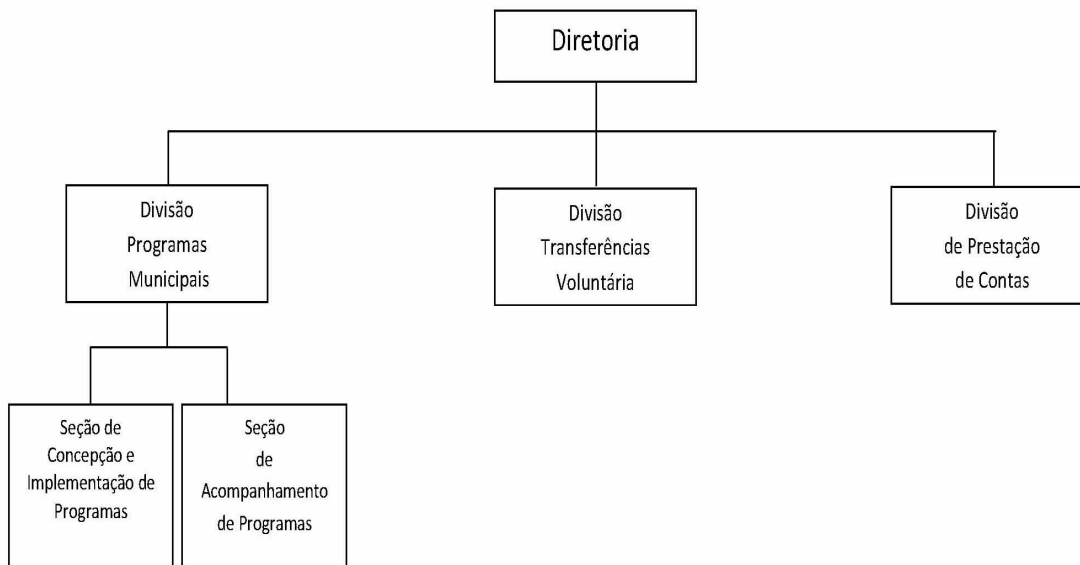 Diretoria
Divisão
Programas
Municipais
Divisão
Transferências
Voluntária
Divisão
de Prestação
de Contas
Seção de
Concepção e
Implementação de
Programas
Seção
de
Acompanhamento
de Programas